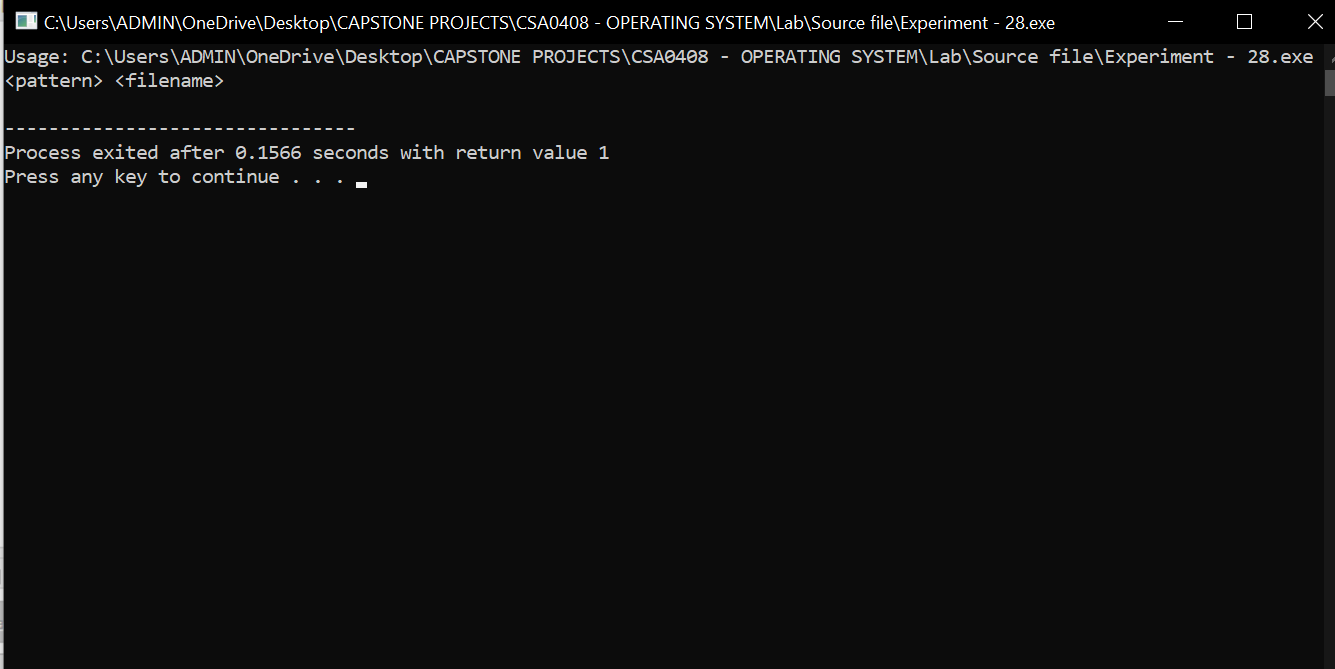 C:\Users\ADMIN\OneDrive\Desktop\CAPSTONE PROJECTS\CSA0408 - OPERATING SYSTEM\Lab\Source file\Experiment - 28.exe
Usage: C:\Users\ADMIN\OneDrive\Desktop\CAPSTONE PROJECTS\CSA0408 - OPERATING SYSTEM\Lab\Source file\Experiment - 28.exe
<pattern> <filename>
--------------------------------
Process exited after 0.1566 seconds with return value 1
Press any key to continue . . .